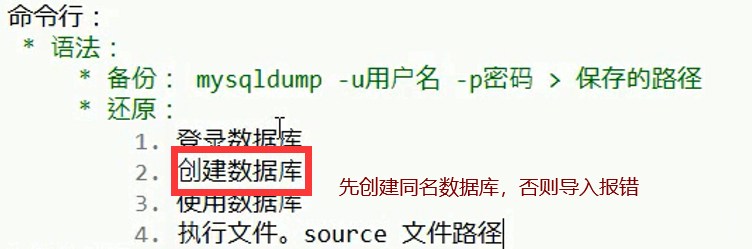 命令行：
* 语法：
* 备份： mysqldump -u用户名 -p密码 > 保存的路径
* 还原：
1. 登录数据库
2. 创建数据库
先创建同名数据库，否则导入报错
3. 使用数据库
4. 执行文件。source 文件路径